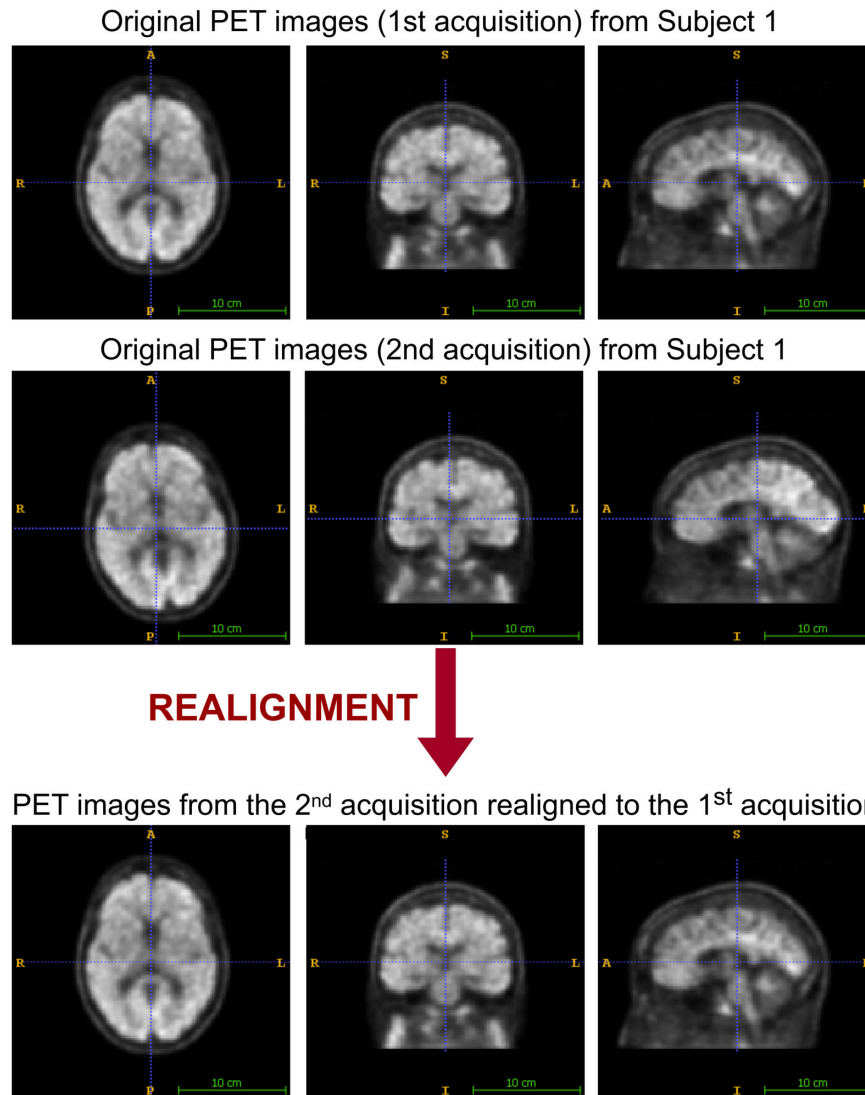 Original PET images (1st acquisition) from Subject 1
A S S
R L R L A
P I I
10 cm 10 cm 10 cm
Original PET images (2nd acquisition) from Subject 1
A S S
R L R L A
P I I
10 cm 10 cm 10 cm
REALIGNMENT
PET images from the 2nd acquisition realigned to the 1st acquisition
A S S
R L R L A
P I I
10 cm 10 cm 10 cm